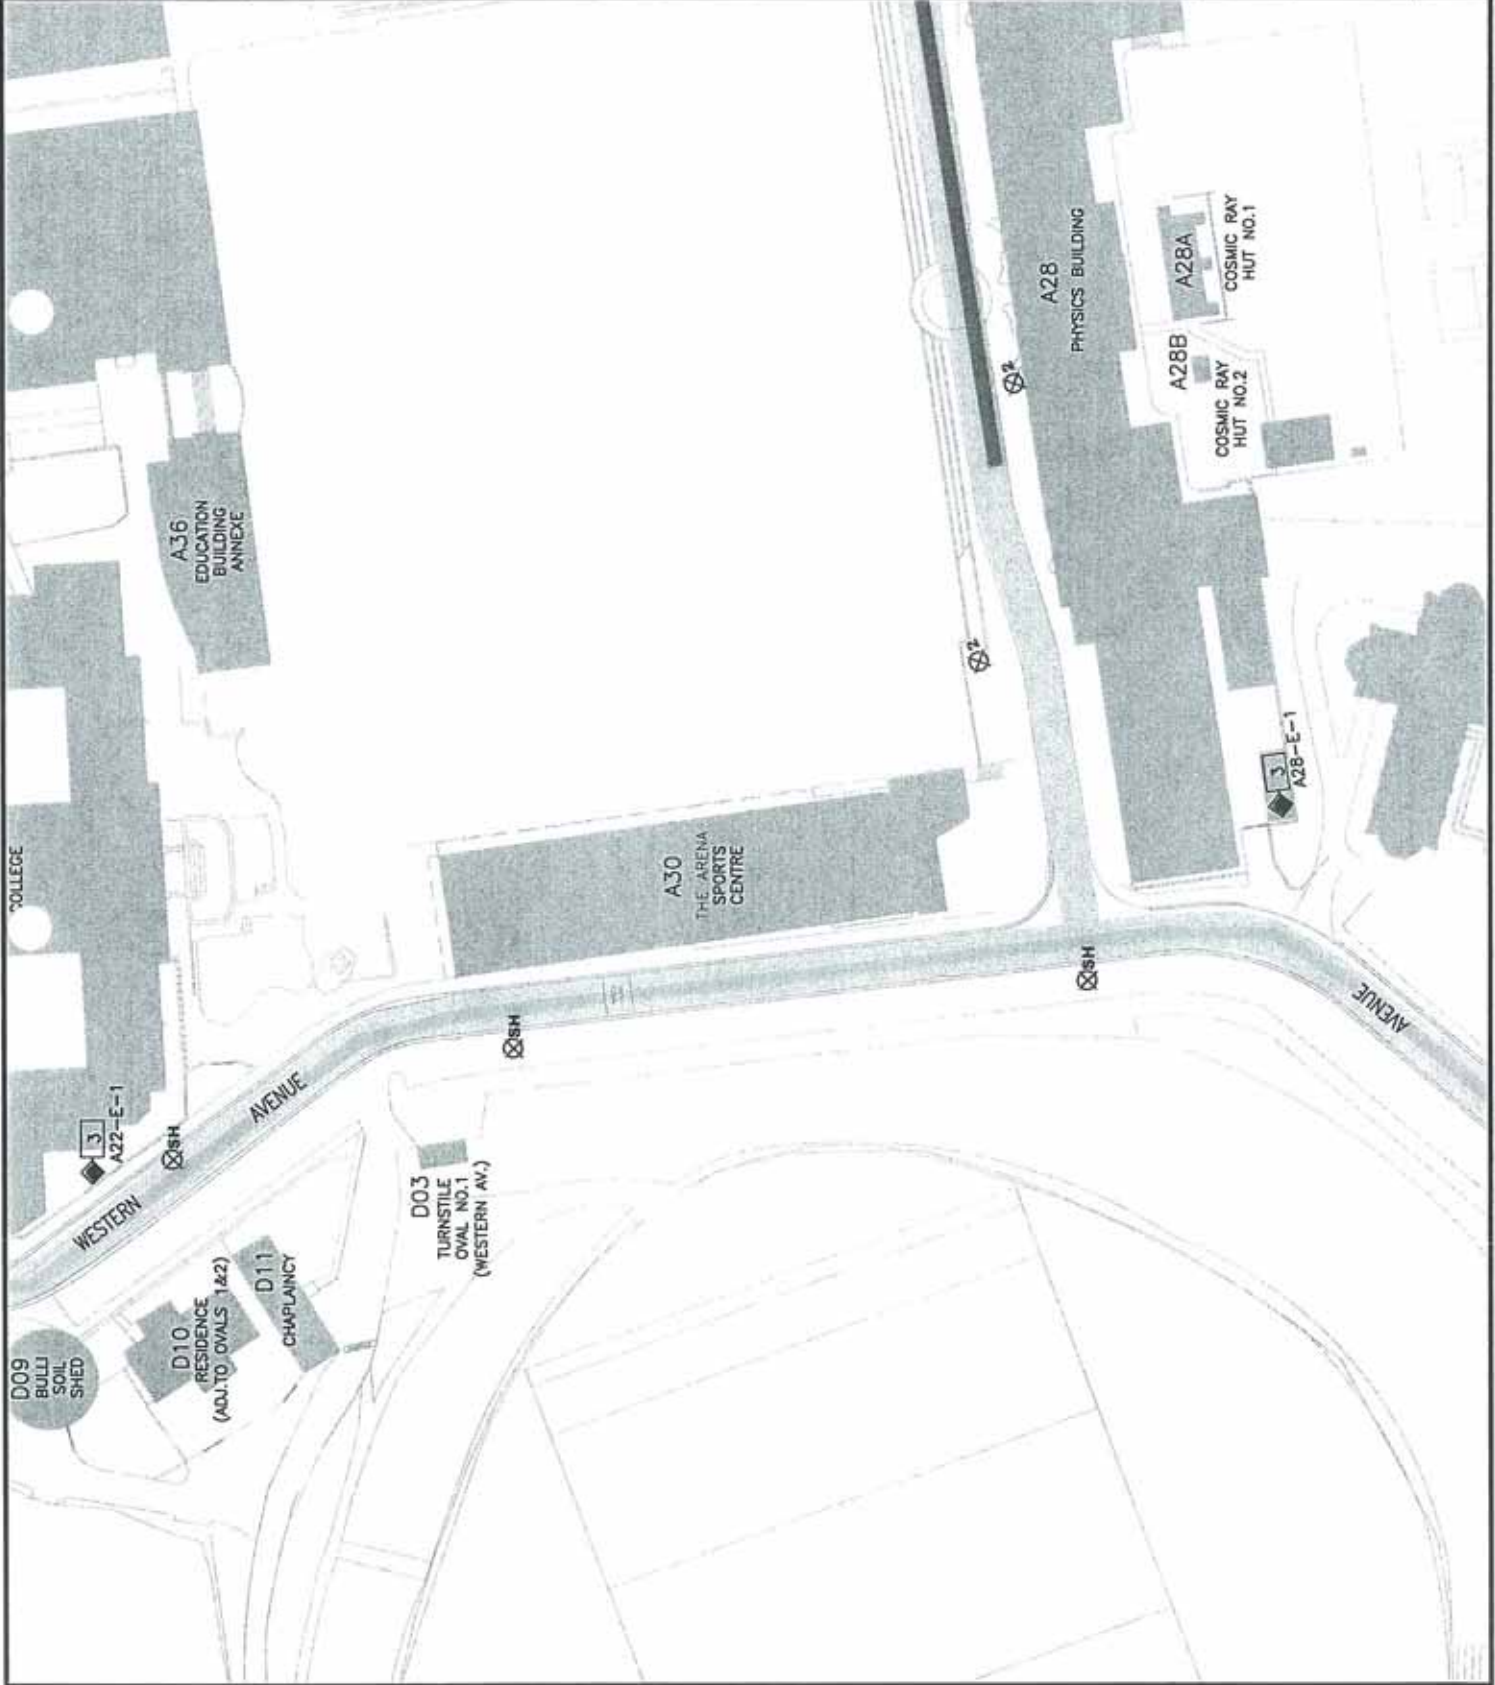 COLLEGE
A36
EDUCATION
BUILDING
ANNEXE
A28
PHYSICS BUILDING
A28A
COSMIC RAY
HUT NO.1
A28B
COSMIC RAY
HUT NO.2
2
2
A30
THE ARENA
SPORTS
CENTRE
3
A28-E-1
SH
SH
SH
3
A22-E-1
WESTERN
AVENUE
AVENUE
D03
TURNSTILE
OVAL NO.1
(WESTERN AV.)
D11
CHAPLAINCY
D10
RESIDENCE
(ADJ.TO OVALS 1&2)
D09
BULLI
SOIL
SHED